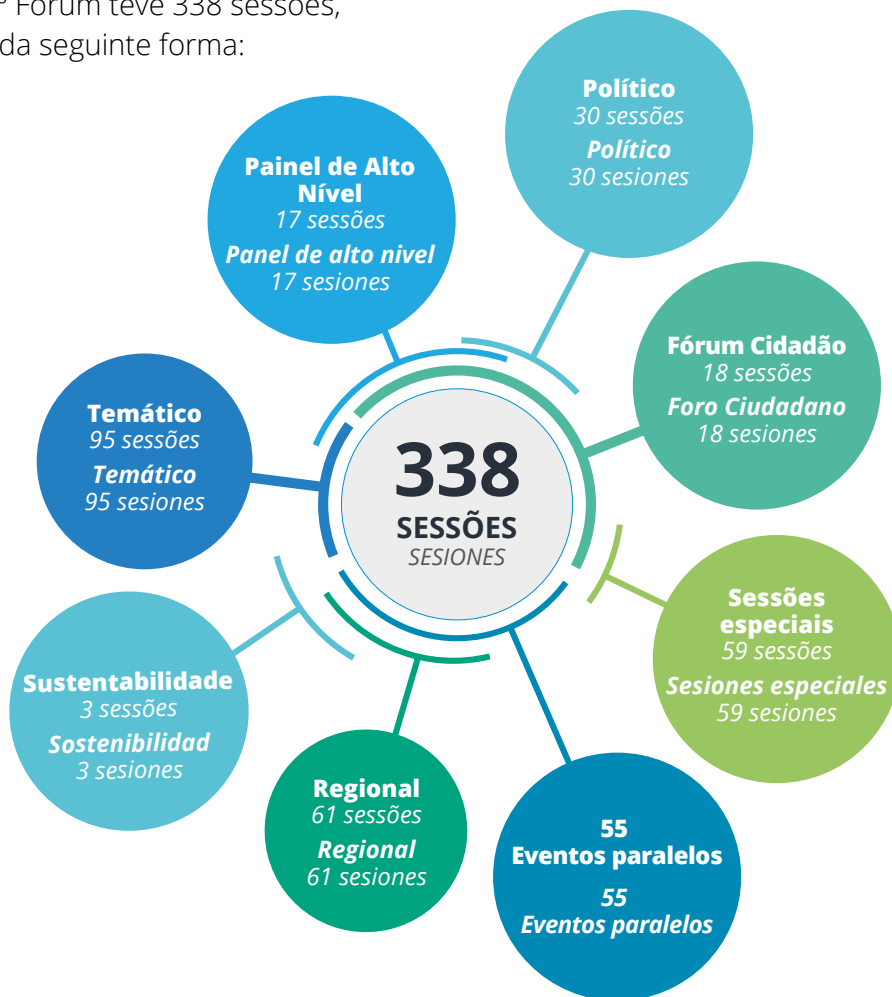 º Fórum teve 338 sessões,
da seguinte forma:
Político
30 sessões
Político
30 sesiones
Painel de Alto
Nível
17 sessões
Panel de alto nivel
17 sesiones
Fórum Cidadão
18 sessões
Foro Ciudadano
18 sesiones
Temático
95 sessões
Temático
95 sesiones
338
SESSÕES
SESIONES
Sessões
especiais
59 sessões
Sesiones especiales
59 sesiones
Sustentabilidade
3 sessões
Sostenibilidad
3 sesiones
Regional
61 sessões
Regional
61 sesiones
55
Eventos paralelos
55
Eventos paralelos